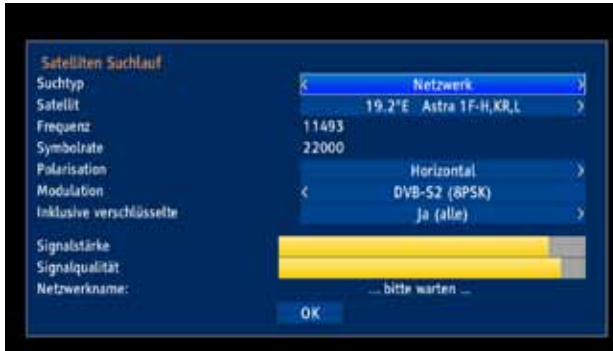 Satelliten Suchlauf
Suchtyp < Netzwerk >
Satellit 19.2°E Astra 1F-H,KR,L >
Frequenz 11493
Symbolrate 22000
Polarisation Horizontal >
Modulation < DVB-S2 (8PSK)
Inklusive verschlüsselte Ja (alle) >
Signalstärke
Signalqualität
Netzwerkname: ... bitte warten ...
OK